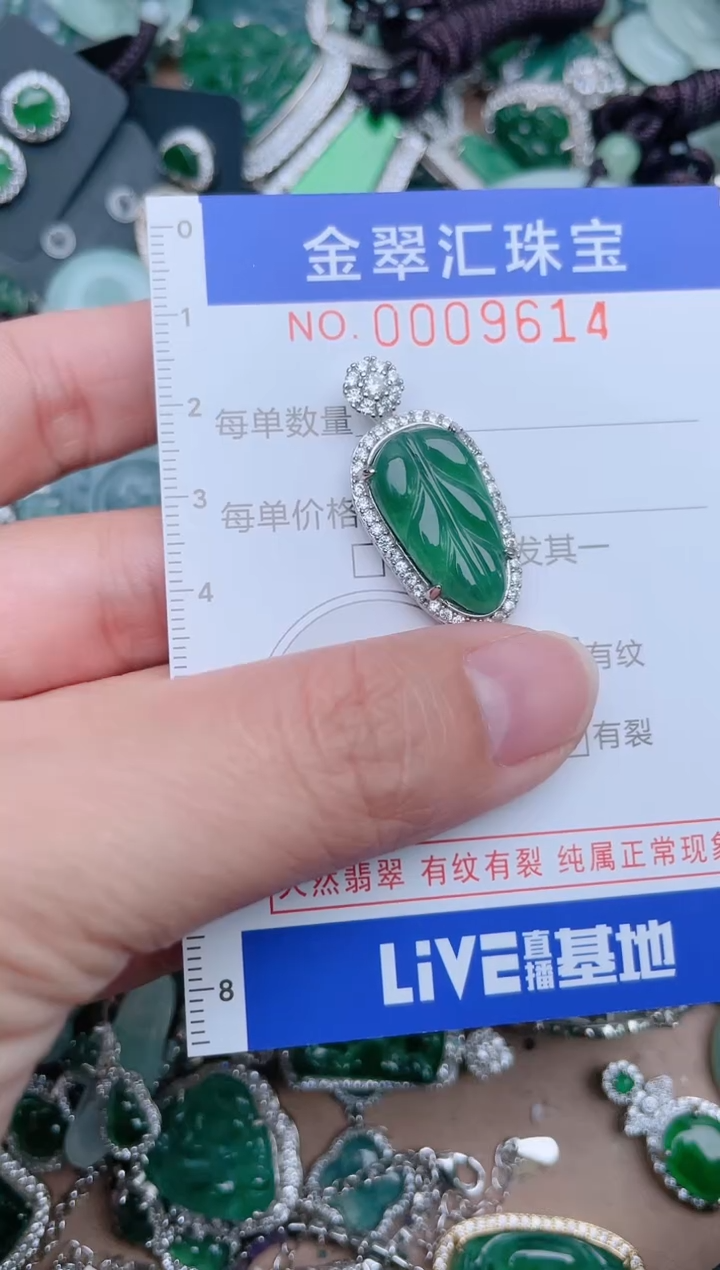 0
金翠汇珠宝
1
NO. 0009614
2
每单数量
3
每单价格
发其一
4
有纹
有裂
天然翡翠 有纹有裂 纯属正常现象
LiVE直播基地
8